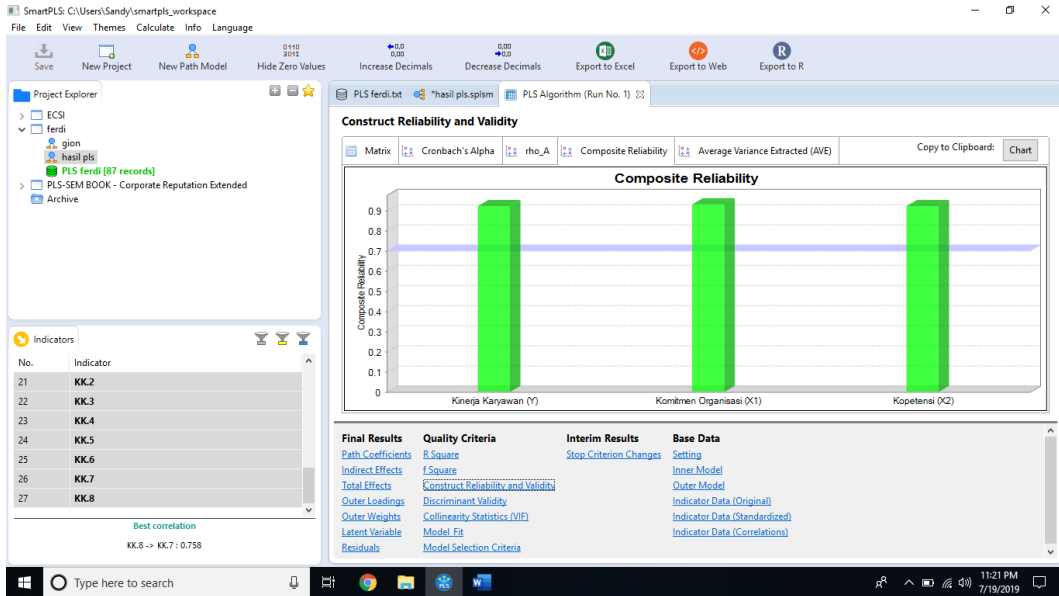 SmartPLS: C:\Users\Sandy\smartpls_workspace
File Edit View Themes Calculate Info Language
Save New Project New Path Model Hide Zero Values Increase Decimals Decrease Decimals Export to Excel Export to Web Export to R
Project Explorer
ECSI
ferdi
gion
hasil pls
PLS ferdi [87 records]
PLS-SEM BOOK - Corporate Reputation Extended
Archive
Indicators
No. Indicator
21 KK.2
22 KK.3
23 KK.4
24 KK.5
25 KK.6
26 KK.7
27 KK.8
Best correlation
KK.8 -> KK.7 : 0.758
PLS ferdi.txt *hasil pls.splsm PLS Algorithm (Run No. 1)
Construct Reliability and Validity
Matrix Cronbach's Alpha rho_A Composite Reliability Average Variance Extracted (AVE) Copy to Clipboard: Chart
Composite Reliability
Composite Reliability
0.9
0.8
0.7
0.6
0.5
0.4
0.3
0.2
0.1
0
Kinerja Karyawan (Y) Komitmen Organisasi (X1) Kopetensi (X2)
Final Results Quality Criteria Interim Results Base Data
Path Coefficients R Square Stop Criterion Changes Setting
Indirect Effects f Square Inner Model
Total Effects Construct Reliability and Validity Outer Model
Outer Loadings Discriminant Validity Indicator Data (Original)
Outer Weights Collinearity Statistics (VIF) Indicator Data (Standardized)
Latent Variable Model Fit Indicator Data (Correlations)
Residuals Model Selection Criteria
Type here to search
11:21 PM
7/19/2019